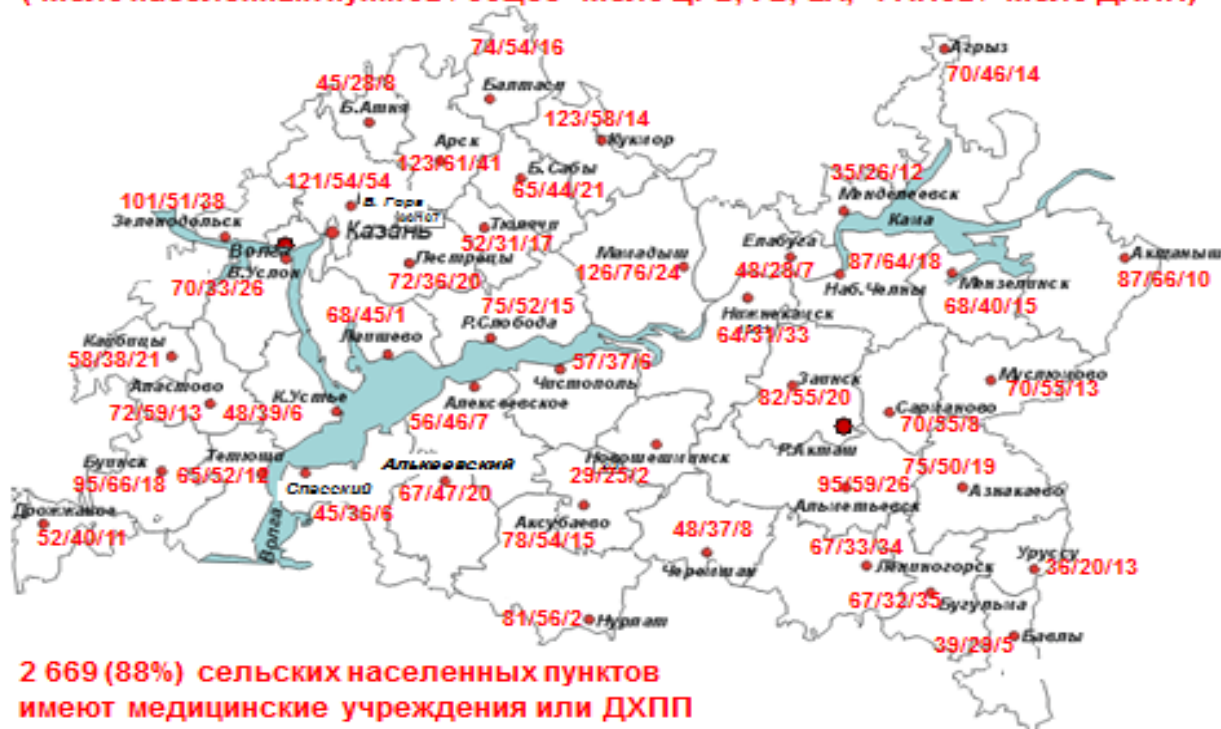 74/54/16
Агрыз
70/46/14
45/28/8
Балтаси
Б.Атня
123/58/14
Кукмор
Арск
123/61/41
Б.Сабы
65/44/21
35/26/12
Менделеевск
121/54/54
101/51/38
Зеленодольск
В. Гора
Кама
Казань
Тюлячи
52/31/17
Волга
В.Услон
70/33/26
Пестрецы
72/36/20
Мамадыш
126/76/24
Елабуга
48/28/7
87/64/18
Наб.Челны
Мензелинск
68/40/15
Актаныш
87/66/10
68/45/1
Лаишево
75/52/15
Р.Слобода
Нижнекамск
64/31/33
Кайбицы
58/38/21
57/37/6
Чистополь
Апастово
72/59/13
К.Устье
48/39/6
Алексеевское
56/46/7
Заинск
82/55/20
Муслюмово
70/55/13
Сарманово
70/35/8
Р.Акташ
Буинск
95/66/18
Тетюши
65/52/12
Спасский
45/36/6
Алькеевский
67/47/20
Новошешминск
29/25/2
75/50/19
Азнакаево
95/59/26
Альметьевск
Дрожжаное
52/40/11
Волга
Аксубаево
78/54/15
48/37/8
Черемшан
67/33/34
Лениногорск
Уруссу
36/20/13
67/32/35
Бугульма
81/56/2
Нурлат
39/29/5
Бавлы
2 669 (88%) сельских населенных пунктов
имеют медицинские учреждения или ДХПП